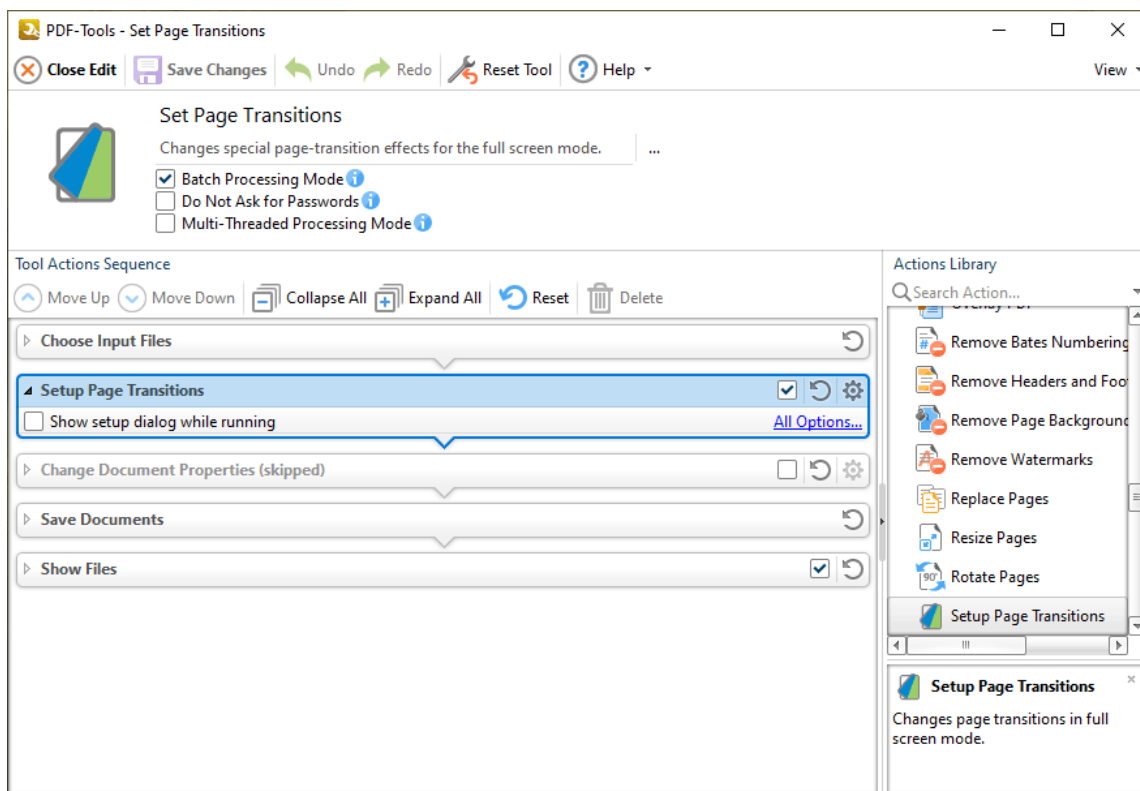 PDF-Tools - Set Page Transitions
Close Edit Save Changes Undo Redo Reset Tool Help View
Set Page Transitions
Changes special page-transition effects for the full screen mode. ...
Batch Processing Mode
Do Not Ask for Passwords
Multi-Threaded Processing Mode
Tool Actions Sequence
Move Up Move Down Collapse All Expand All Reset Delete
Choose Input Files
Setup Page Transitions
Show setup dialog while running All Options...
Change Document Properties (skipped)
Save Documents
Show Files
Actions Library
Search Action...
Overlay PDF
Remove Bates Numbering
Remove Headers and Foo
Remove Page Background
Remove Watermarks
Replace Pages
Resize Pages
90° Rotate Pages
Setup Page Transitions
Setup Page Transitions
Changes page transitions in full
screen mode.